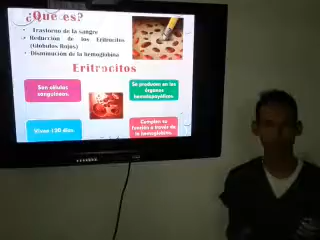 ¿Qué es?
• Trastorno de la sangre
• Reducción de los Eritrocitos
(Globulos Rojos)
• Disminución de la hemoglobina
Eritrocitos
Son células
sanguíneas.
Se producen en los
órganos
hematopoyéticos.
Viven 120 días.
Cumplen su
función a través de
la hemoglobina.